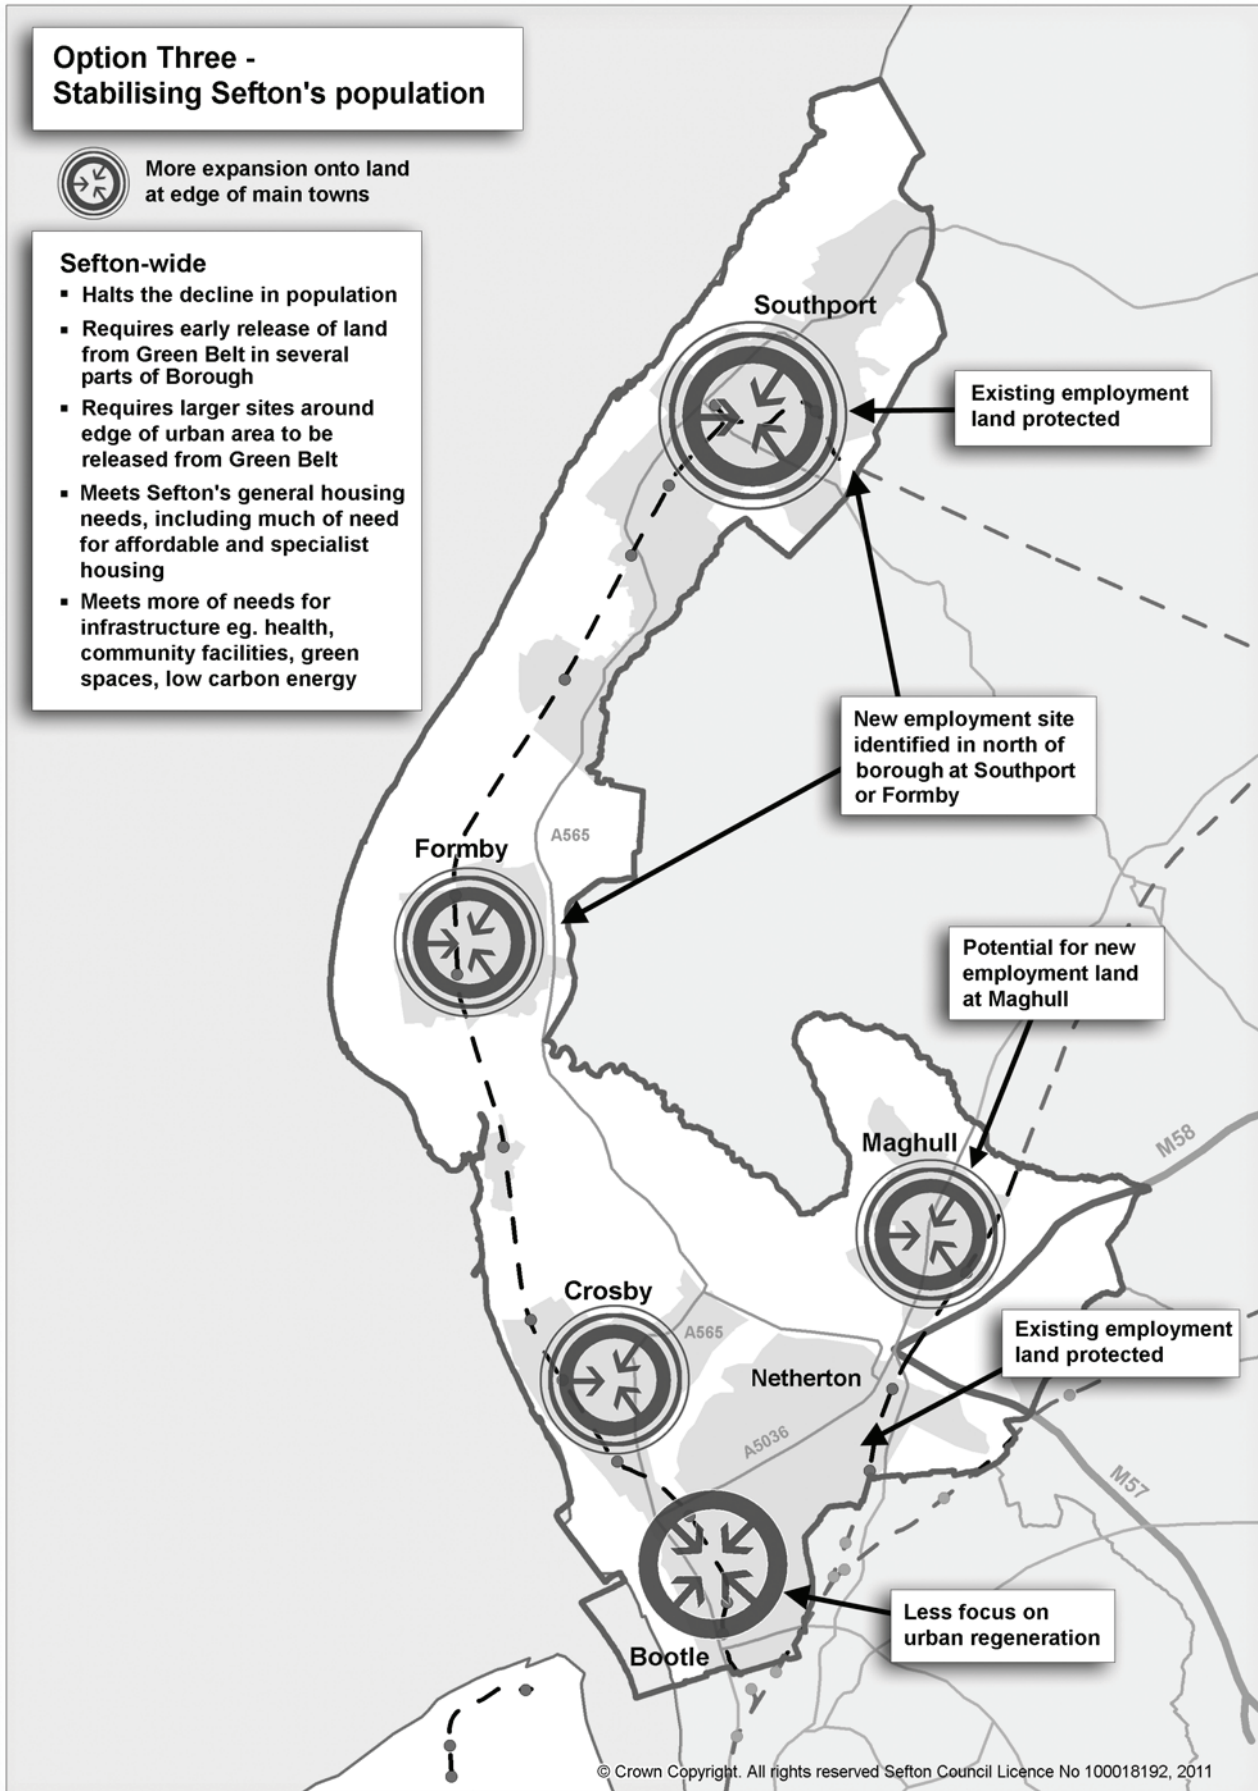 Option Three -
Stabilising Sefton's population
More expansion onto land
at edge of main towns
Sefton-wide
▪ Halts the decline in population
▪ Requires early release of land
from Green Belt in several
parts of Borough
▪ Requires larger sites around
edge of urban area to be
released from Green Belt
▪ Meets Sefton's general housing
needs, including much of need
for affordable and specialist
housing
▪ Meets more of needs for
infrastructure eg. health,
community facilities, green
spaces, low carbon energy
Southport
Existing employment
land protected
New employment site
identified in north of
borough at Southport
or Formby
A565
Formby
Potential for new
employment land
at Maghull
Maghull
M58
Crosby
A565
Existing employment
land protected
Netherton
A5036
M57
Less focus on
urban regeneration
Bootle
© Crown Copyright. All rights reserved Sefton Council Licence No 100018192, 2011